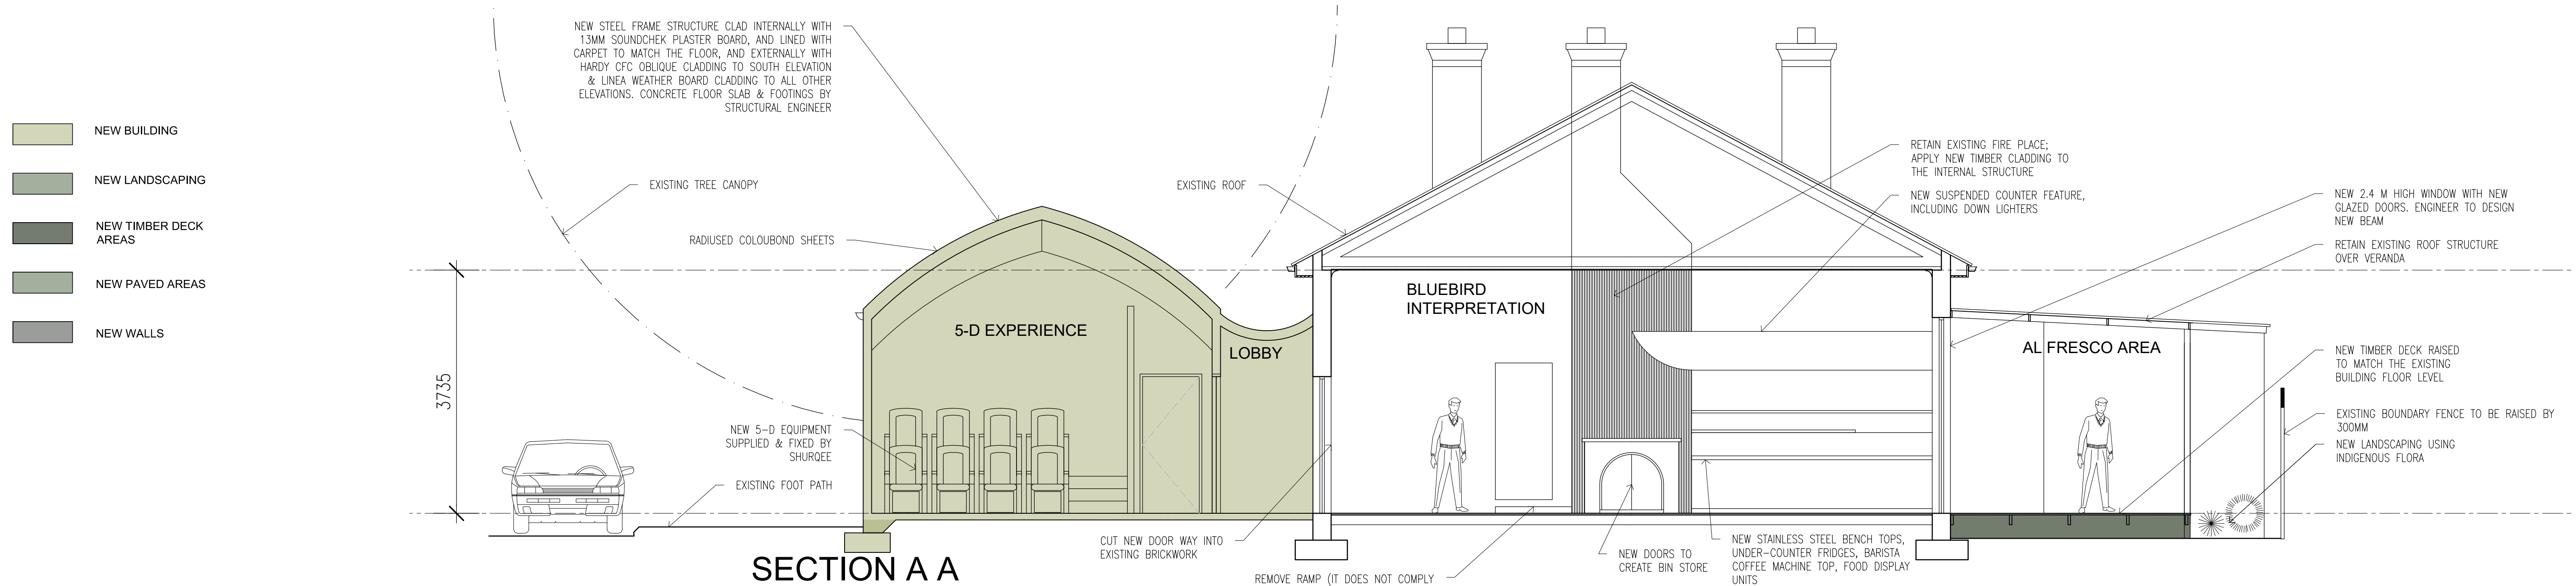 NEW BUILDING
NEW LANDSCAPING
NEW TIMBER DECK
AREAS
NEW PAVED AREAS
NEW WALLS
NEW STEEL FRAME STRUCTURE CLAD INTERNALLY WITH
13MM SOUNDCHEK PLASTER BOARD, AND LINED WITH
CARPET TO MATCH THE FLOOR, AND EXTERNALLY WITH
HARDY CFC OBLIQUE CLADDING TO SOUTH ELEVATION
& LINEA WEATHER BOARD CLADDING TO ALL OTHER
ELEVATIONS. CONCRETE FLOOR SLAB & FOOTINGS BY
STRUCTURAL ENGINEER
EXISTING TREE CANOPY
RADIUSED COLOUBOND SHEETS
EXISTING ROOF
3735
5-D EXPERIENCE
LOBBY
NEW 5-D EQUIPMENT
SUPPLIED & FIXED BY
SHURQEE
EXISTING FOOT PATH
SECTION A A
CUT NEW DOOR WAY INTO
EXISTING BRICKWORK
REMOVE RAMP (IT DOES NOT COMPLY
BLUEBIRD
INTERPRETATION
NEW DOORS TO
CREATE BIN STORE
NEW STAINLESS STEEL BENCH TOPS,
UNDER-COUNTER FRIDGES, BARISTA
COFFEE MACHINE TOP, FOOD DISPLAY
UNITS
RETAIN EXISTING FIRE PLACE;
APPLY NEW TIMBER CLADDING TO
THE INTERNAL STRUCTURE
NEW SUSPENDED COUNTER FEATURE,
INCLUDING DOWN LIGHTERS
AL FRESCO AREA
NEW 2.4 M HIGH WINDOW WITH NEW
GLAZED DOORS. ENGINEER TO DESIGN
NEW BEAM
RETAIN EXISTING ROOF STRUCTURE
OVER VERANDA
NEW TIMBER DECK RAISED
TO MATCH THE EXISTING
BUILDING FLOOR LEVEL
EXISTING BOUNDARY FENCE TO BE RAISED BY
300MM
NEW LANDSCAPING USING
INDIGENOUS FLORA